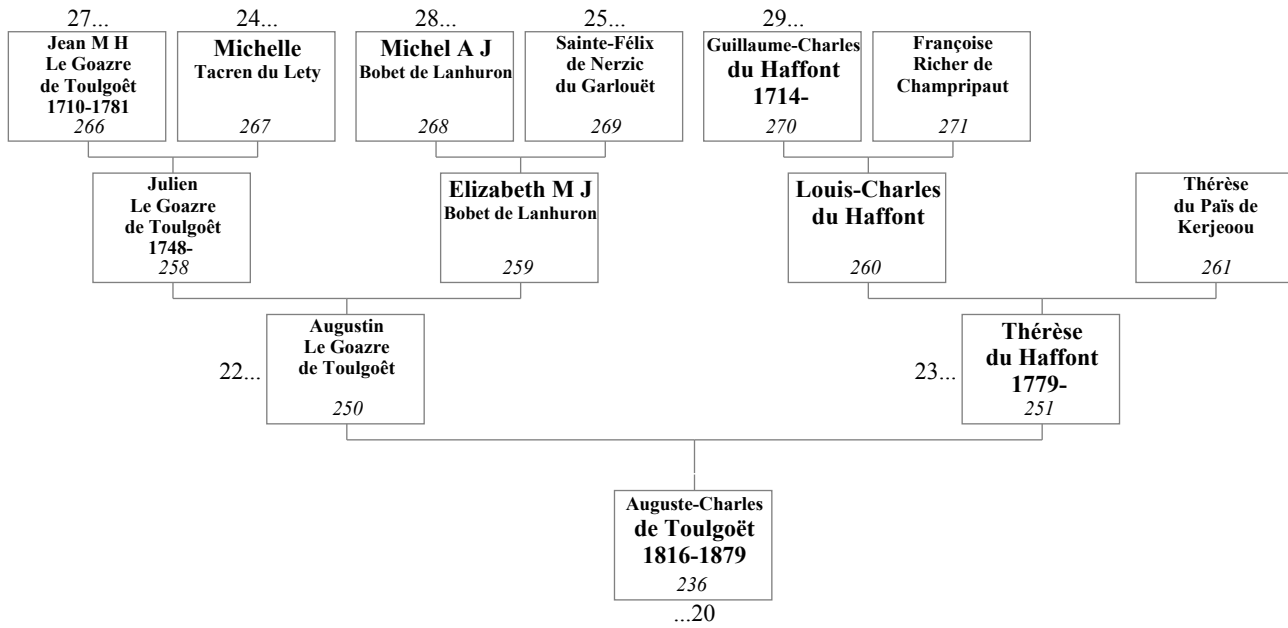 27...
24...
28...
25...
29...
Jean M H
Le Goazre
de Toulgoêt
1710-1781
266
Michelle
Tacren du Lety
267
Michel A J
Bobet de Lanhuron
268
Sainte-Félix
de Nerzic
du Garlouët
269
Guillaume-Charles
du Haffont
1714-
270
Françoise
Richer de
Champripaut
271
Julien
Le Goazre
de Toulgoêt
1748-
258
Elizabeth M J
Bobet de Lanhuron
259
Louis-Charles
du Haffont
260
Thérèse
du Païs de
Kerjeoou
261
22...
Augustin
Le Goazre
de Toulgoêt
250
23...
Thérèse
du Haffont
1779-
251
Auguste-Charles
de Toulgoët
1816-1879
236
...20